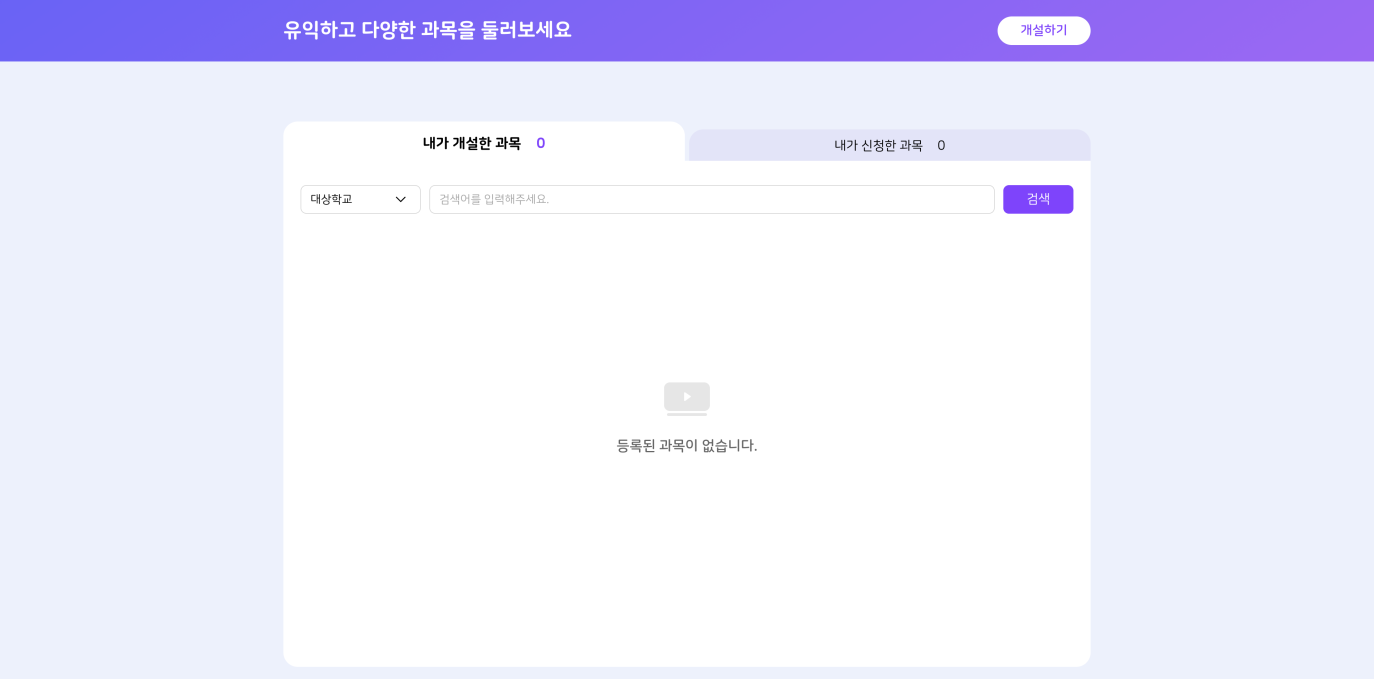 유익하고 다양한 과목을 둘러보세요
개설하기
내가 개설한 과목 0
내가 신청한 과목 0
대상학교
검색어를 입력해주세요.
검색
등록된 과목이 없습니다.